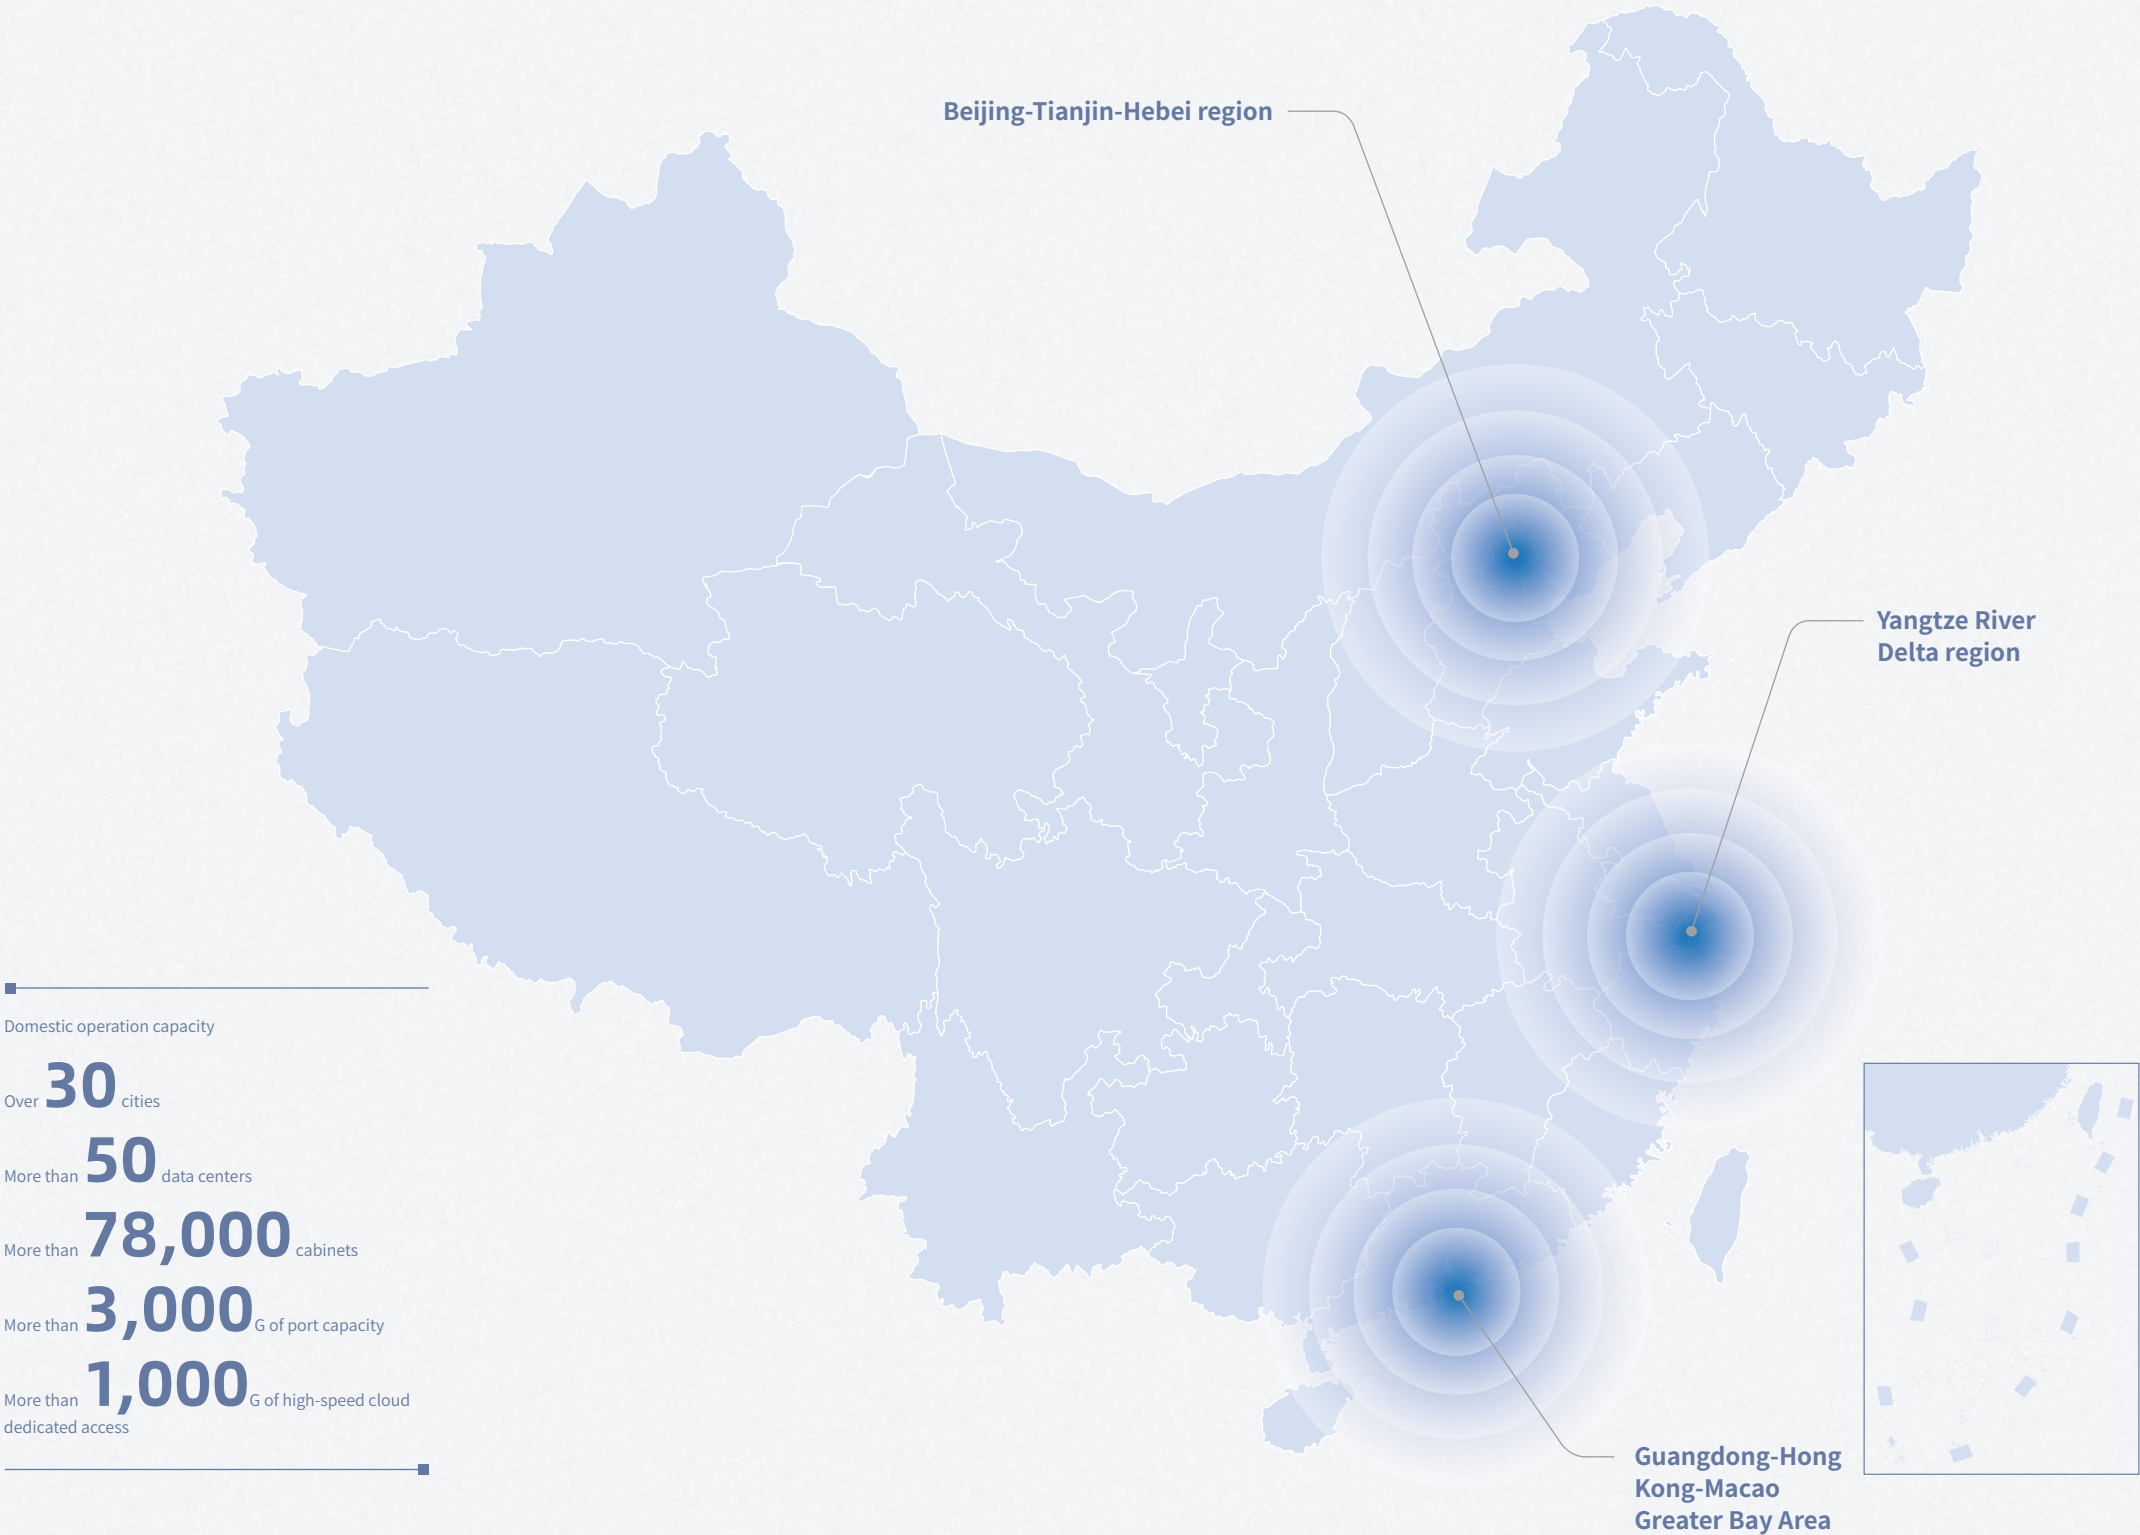 Beijing-Tianjin-Hebei region
Yangtze River
Delta region
Domestic operation capacity
Over 30 cities
More than 50 data centers
More than 78,000 cabinets
More than 3,000 G of port capacity
More than 1,000 G of high-speed cloud
dedicated access
Guangdong-Hong
Kong-Macao
Greater Bay Area